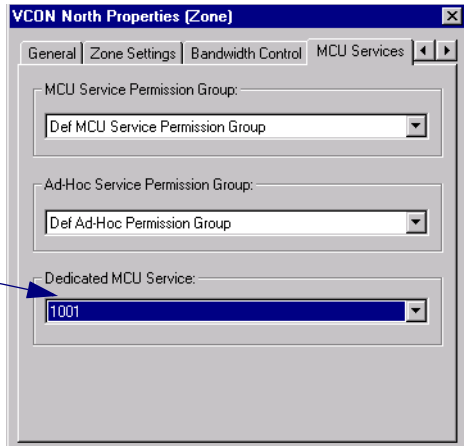 VCON North Properties (Zone)
General Zone Settings Bandwidth Control MCU Services
MCU Service Permission Group:
Def MCU Service Permission Group
Ad-Hoc Service Permission Group:
Def Ad-Hoc Permission Group
Dedicated MCU Service:
1001